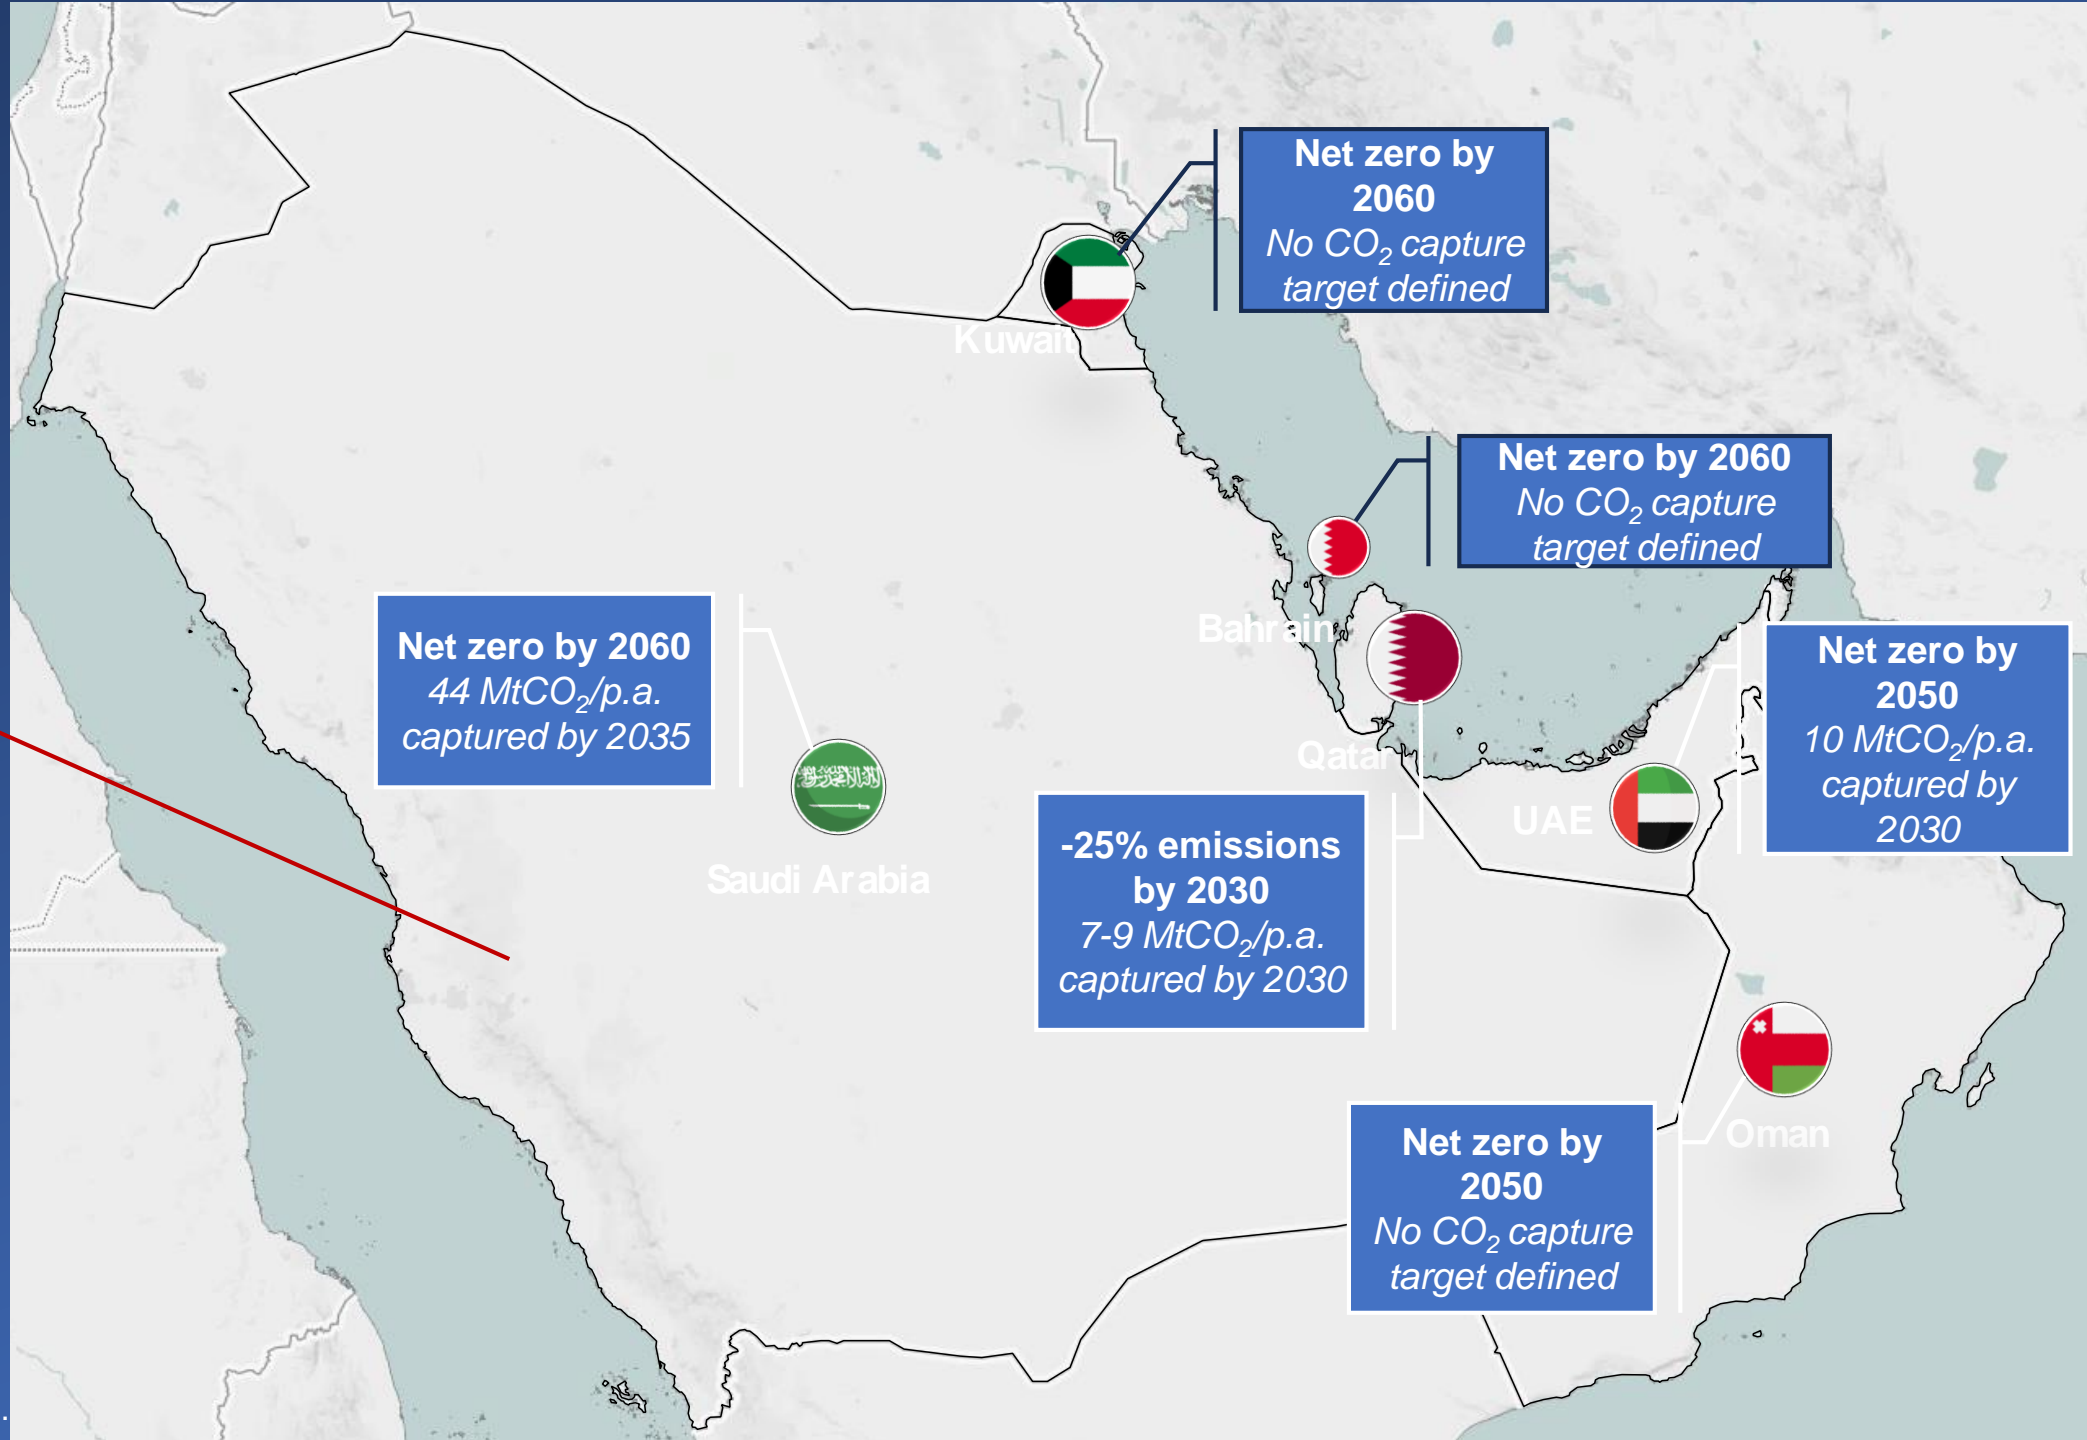 Net zero by
2060
No CO₂ capture
target defined
Kuwait
Net zero by 2060
No CO₂ capture
target defined
Bahrain
Net zero by 2060
44 MtCO₂/p.a.
captured by 2035
Saudi Arabia
Qatar
-25% emissions
by 2030
7-9 MtCO₂/p.a.
captured by 2030
UAE
Net zero by
2050
10 MtCO₂/p.a.
captured by
2030
Oman
Net zero by
2050
No CO₂ capture
target defined